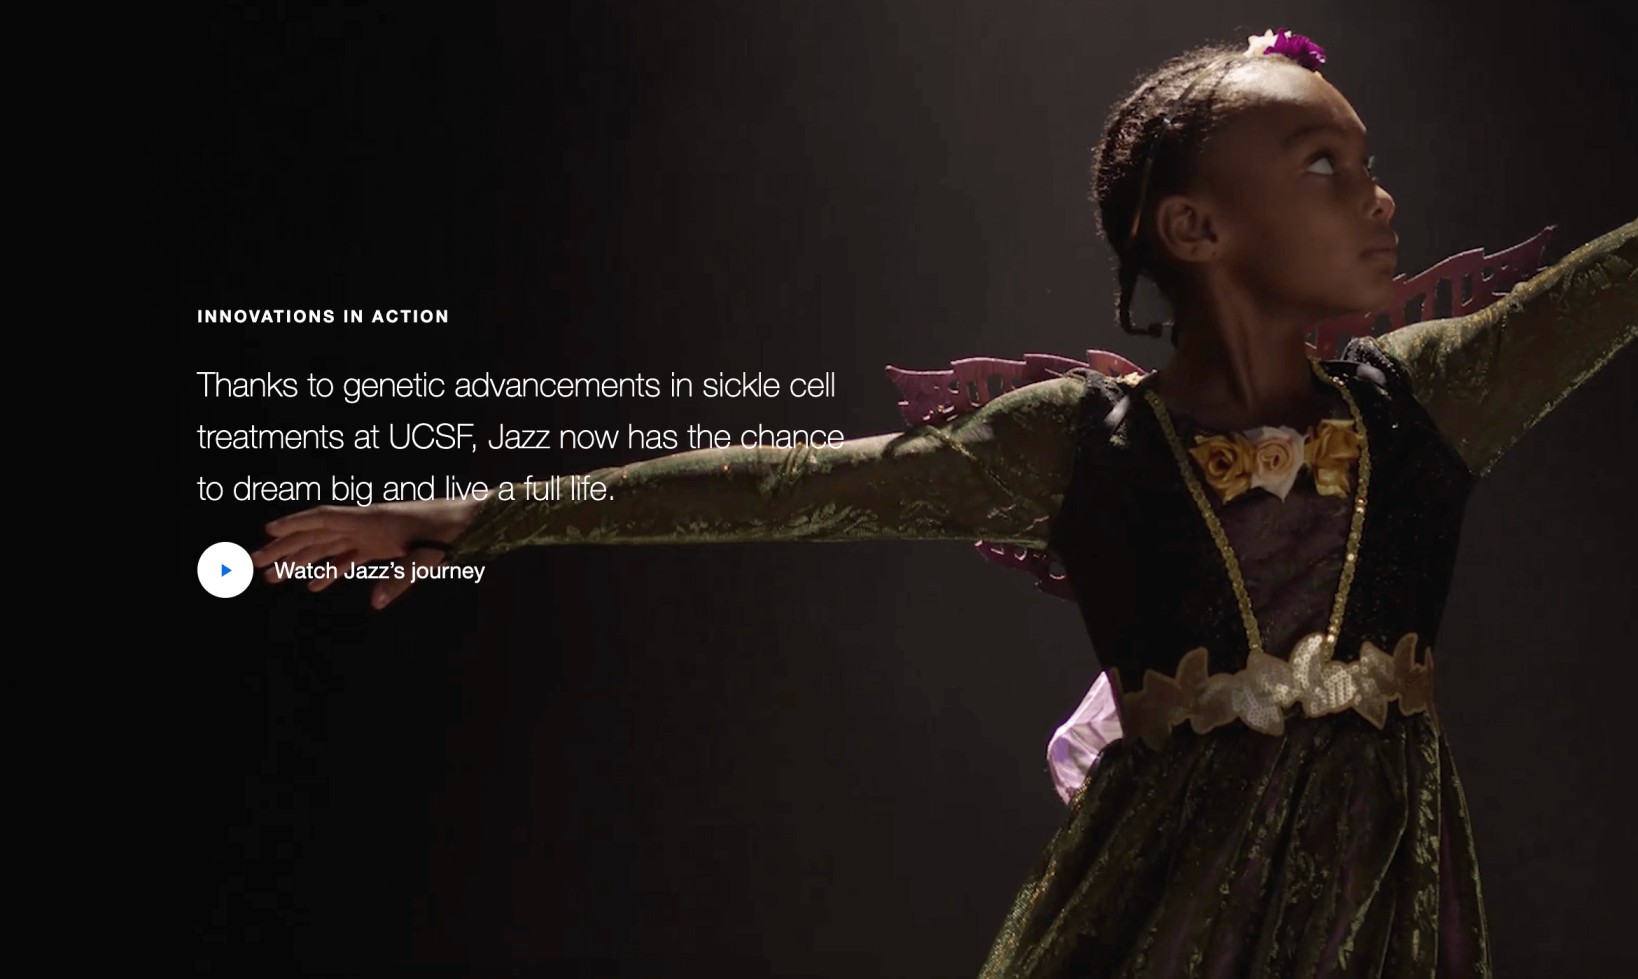 INNOVATIONS IN ACTION
Thanks to genetic advancements in sickle cell
treatments at UCSF, Jazz now has the chance
to dream big and live a full life.
Watch Jazz’s journey